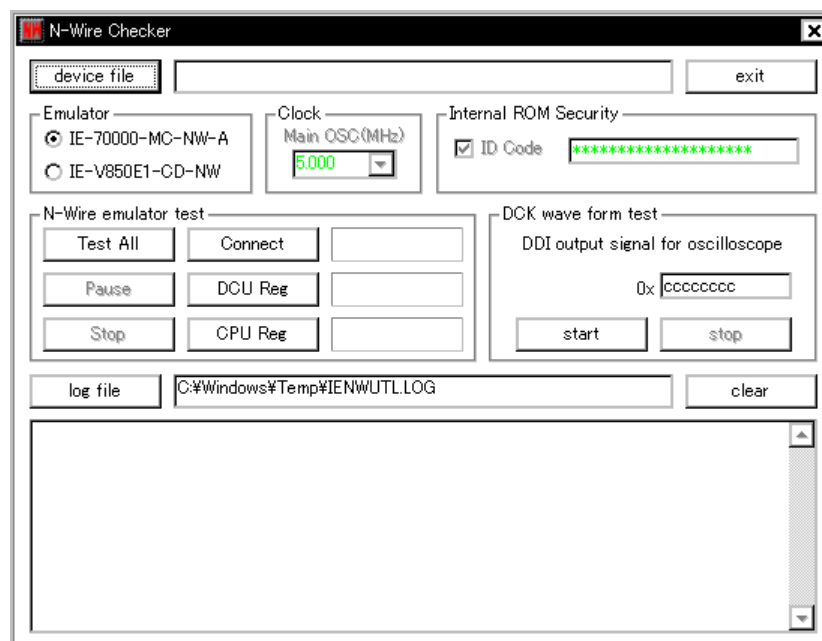 N-Wire Checker
device file
exit
Emulator
IE-70000-MC-NW-A
IE-V850E1-CD-NW
Clock
Main OSC(MHz)
5.000
Internal ROM Security
ID Code
********************
N-Wire emulator test
Test All
Connect
Pause
DCU Reg
Stop
CPU Reg
DCK wave form test
DDI output signal for oscilloscope
0x cccccccc
start
stop
log file
C:¥Windows¥Temp¥IENWUTL.LOG
clear